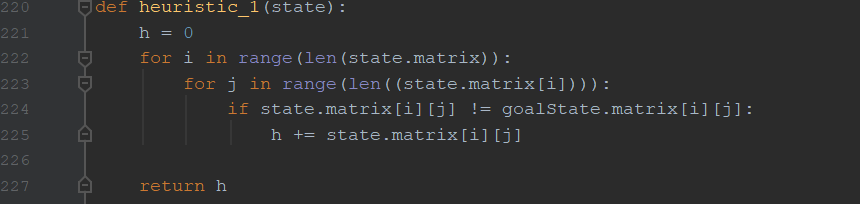 220 def heuristic_1(state):
221     h = 0
222     for i in range(len(state.matrix)):
223         for j in range(len((state.matrix[i]))):
224             if state.matrix[i][j] != goalState.matrix[i][j]:
225                 h += state.matrix[i][j]
226
227     return h